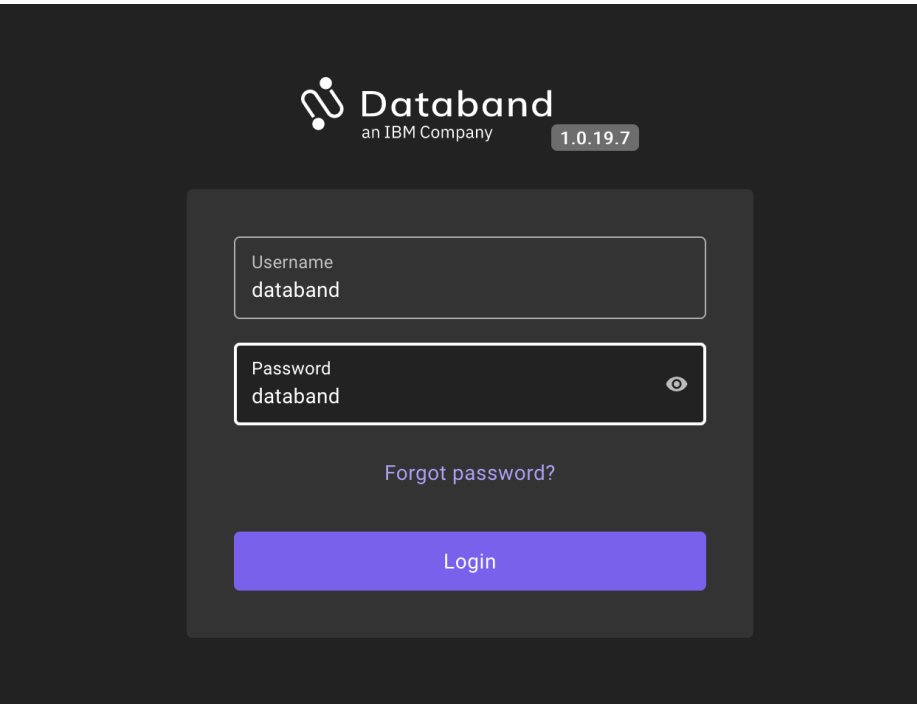 Databand
an IBM Company
1.0.19.7
Username
databand
Password
databand
Forgot password?
Login